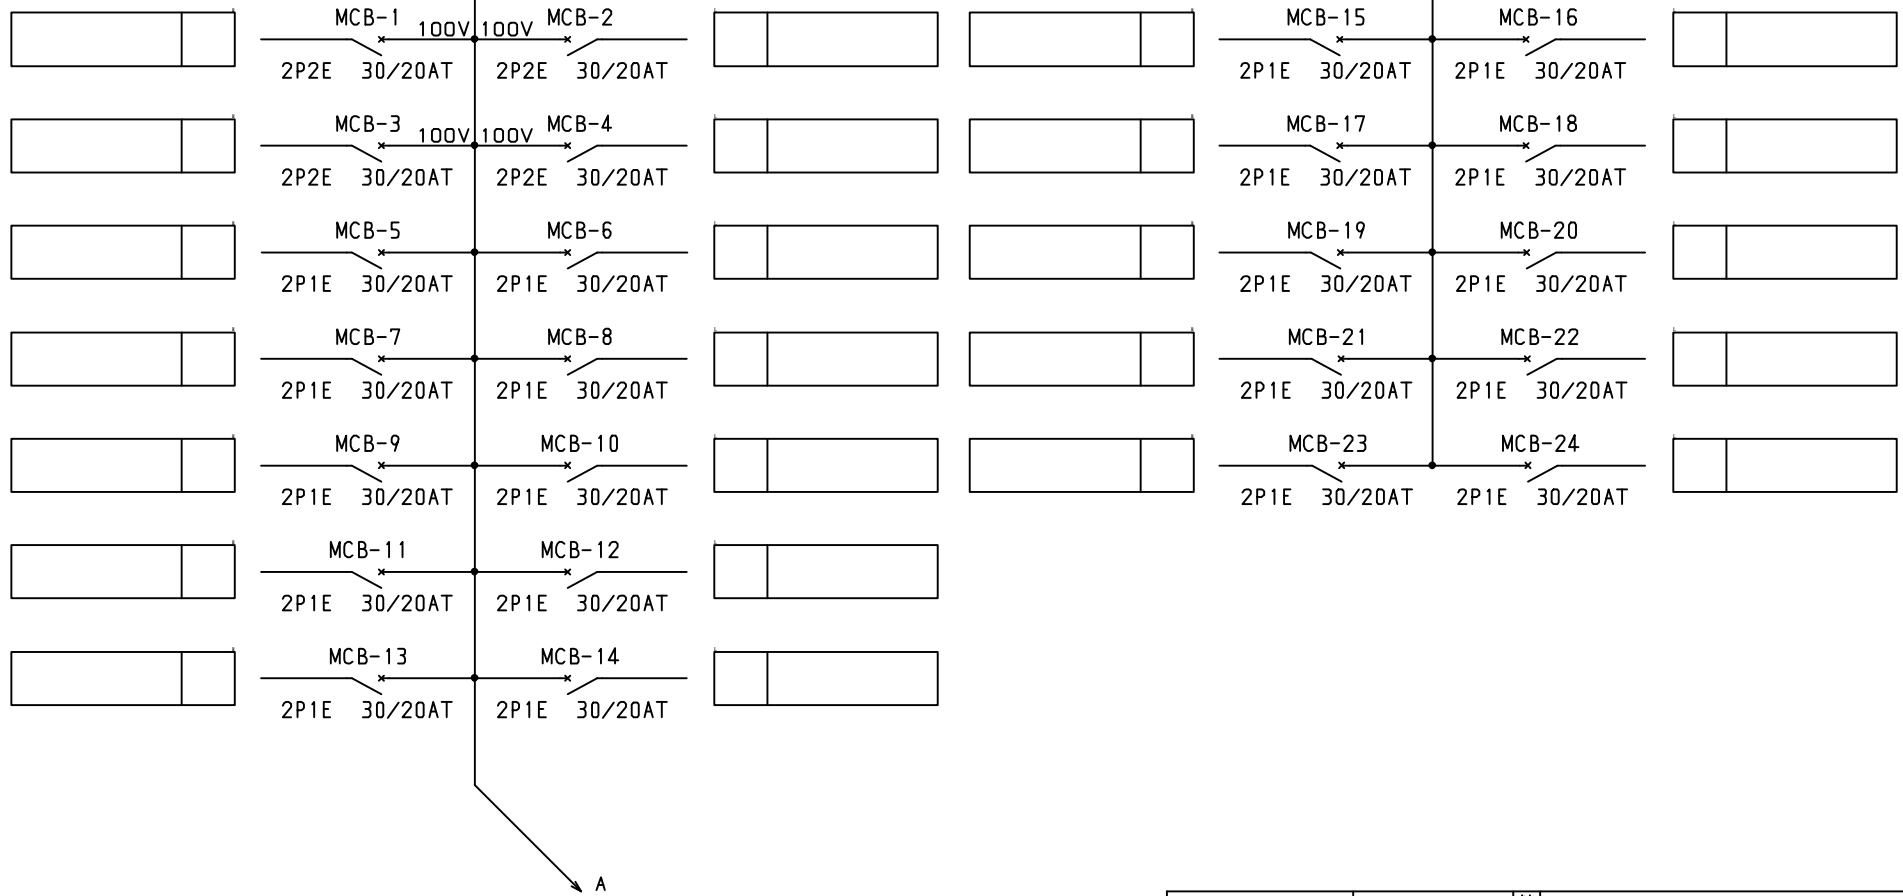 MCB-1 100V 100V MCB-2
2P2E 30/20AT 2P2E 30/20AT
MCB-3 100V 100V MCB-4
2P2E 30/20AT 2P2E 30/20AT
MCB-5 MCB-6
2P1E 30/20AT 2P1E 30/20AT
MCB-7 MCB-8
2P1E 30/20AT 2P1E 30/20AT
MCB-9 MCB-10
2P1E 30/20AT 2P1E 30/20AT
MCB-11 MCB-12
2P1E 30/20AT 2P1E 30/20AT
MCB-13 MCB-14
2P1E 30/20AT 2P1E 30/20AT
A
MCB-15 MCB-16
2P1E 30/20AT 2P1E 30/20AT
MCB-17 MCB-18
2P1E 30/20AT 2P1E 30/20AT
MCB-19 MCB-20
2P1E 30/20AT 2P1E 30/20AT
MCB-21 MCB-22
2P1E 30/20AT 2P1E 30/20AT
MCB-23 MCB-24
2P1E 30/20AT 2P1E 30/20AT